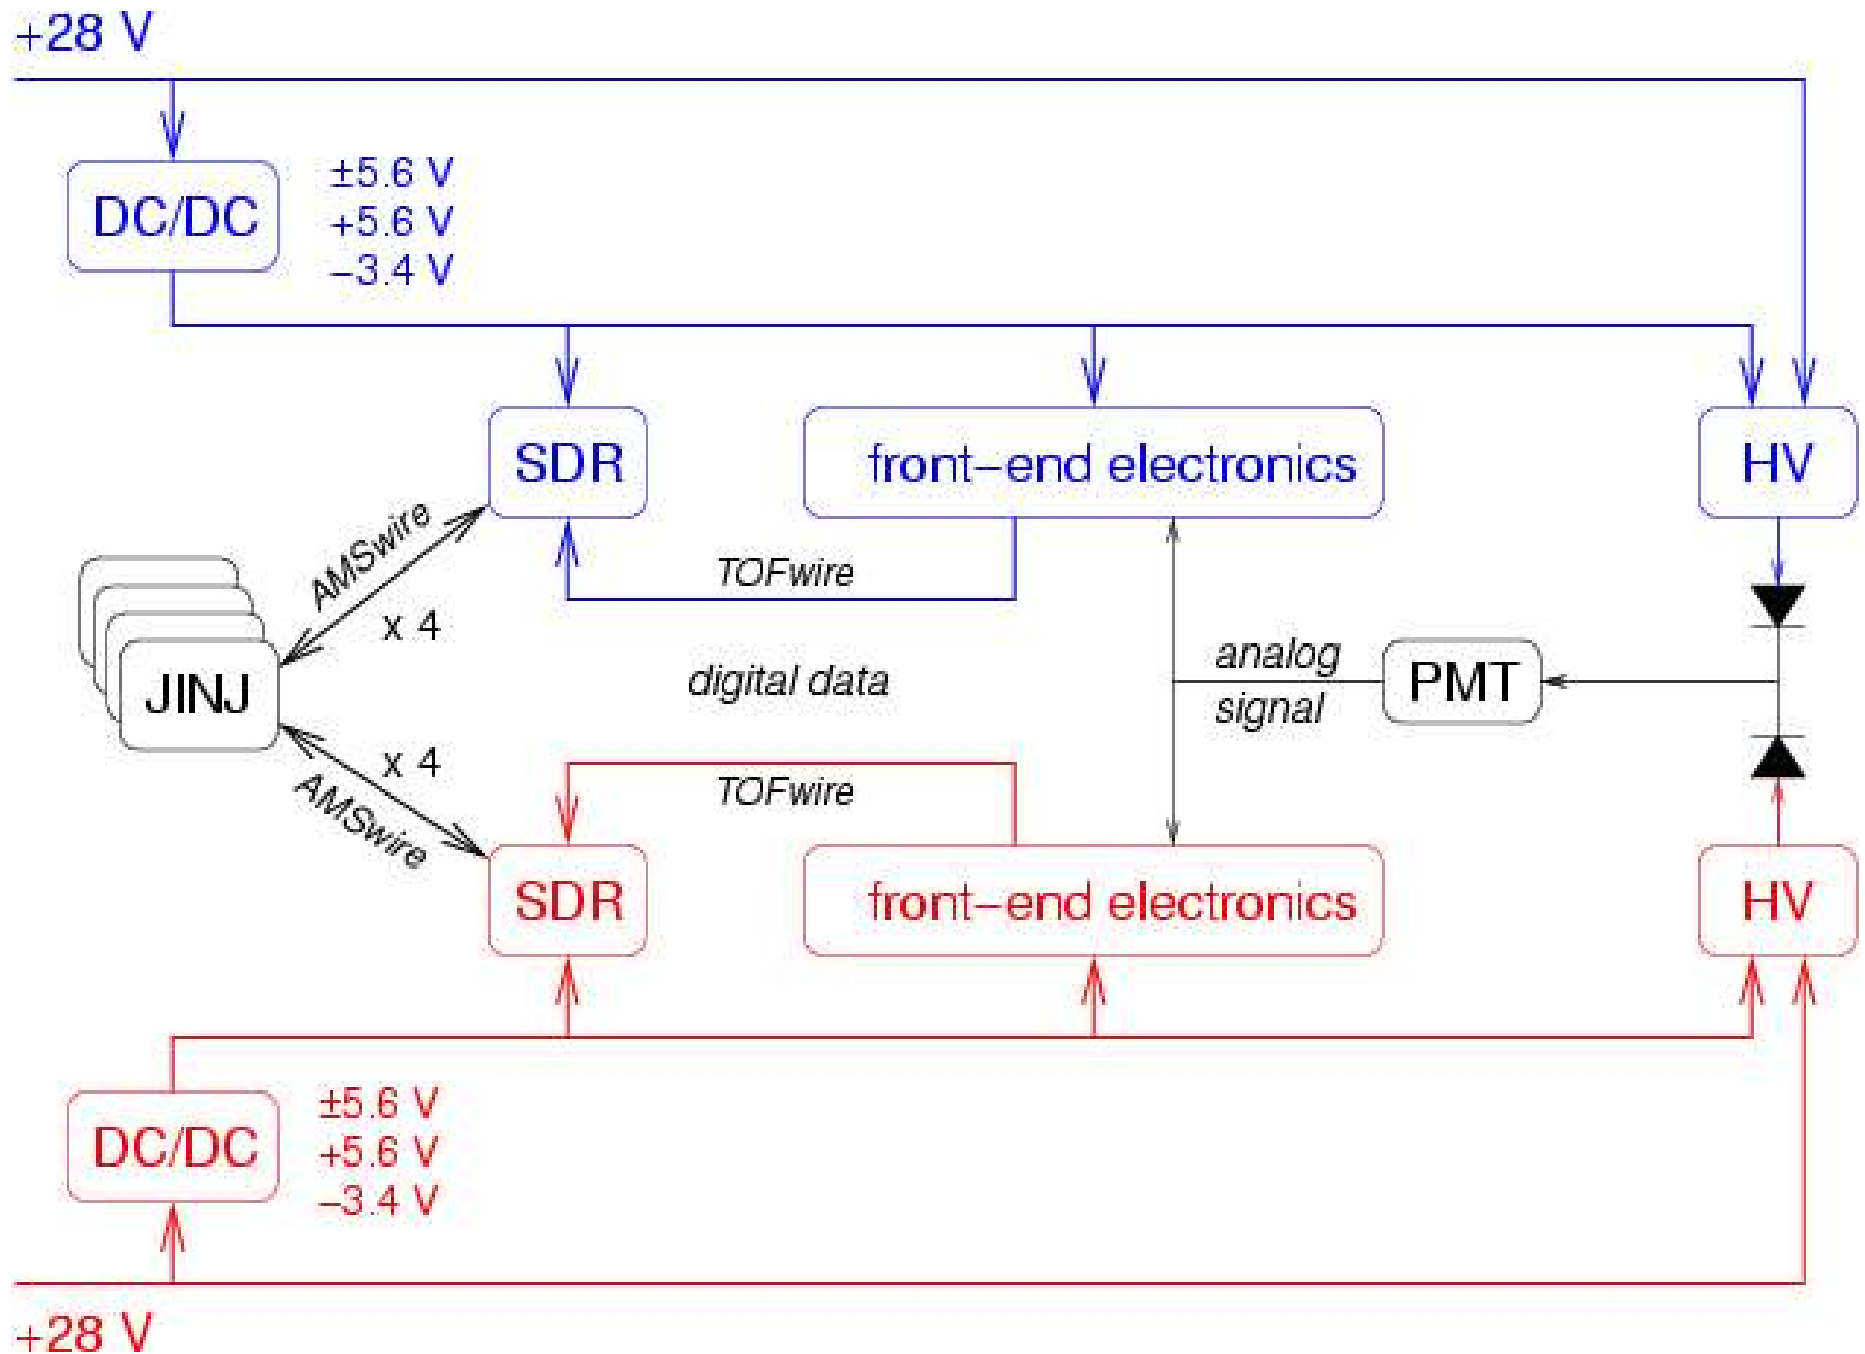 +28 V
DC/DC
±5.6 V
+5.6 V
−3.4 V
SDR
front−end electronics
HV
AMSwire
x 4
TOFwire
JINJ
digital data
analog
signal
PMT
x 4
AMSwire
TOFwire
SDR
front−end electronics
HV
DC/DC
±5.6 V
+5.6 V
−3.4 V
+28 V